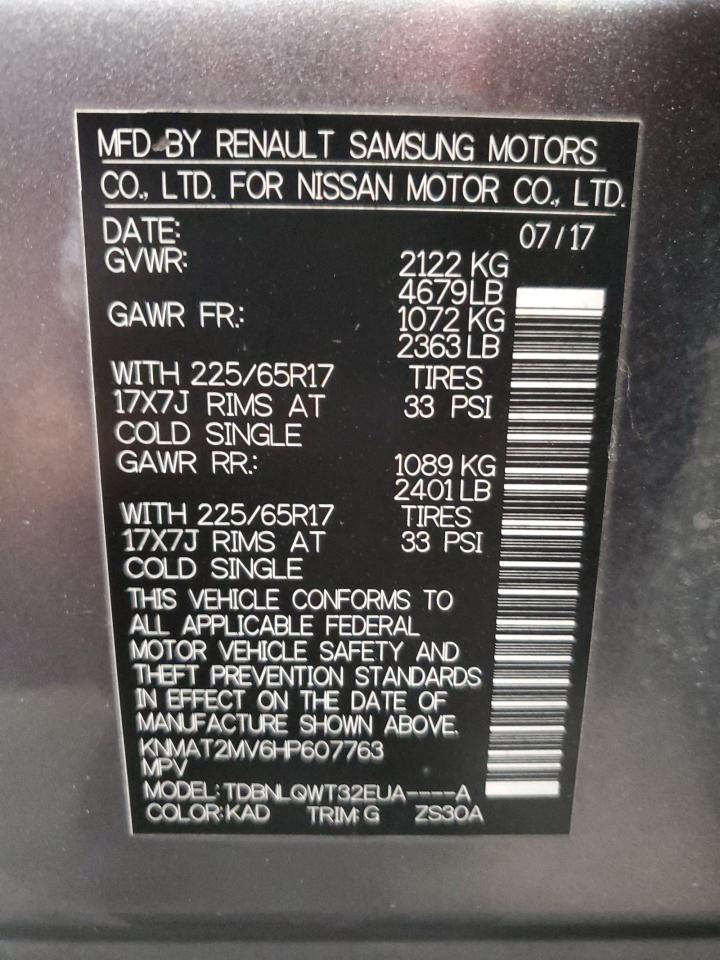 MFD BY RENAULT SAMSUNG MOTORS
CO., LTD. FOR NISSAN MOTOR CO., LTD.
DATE: 07/17
GVWR: 2122 KG
4679 LB
GAWR FR.: 1072 KG
2363 LB
WITH 225/65R17 TIRES
17X7J RIMS AT 33 PSI
COLD SINGLE
GAWR RR.: 1089 KG
2401 LB
WITH 225/65R17 TIRES
17X7J RIMS AT 33 PSI
COLD SINGLE
THIS VEHICLE CONFORMS TO
ALL APPLICABLE FEDERAL
MOTOR VEHICLE SAFETY AND
THEFT PREVENTION STANDARDS
IN EFFECT ON THE DATE OF
MANUFACTURE SHOWN ABOVE.
KNMAT2MV6HP607763
MPV
MODEL: TDBNLQWT32EUA----A
COLOR:KAD TRIM:G ZS30A